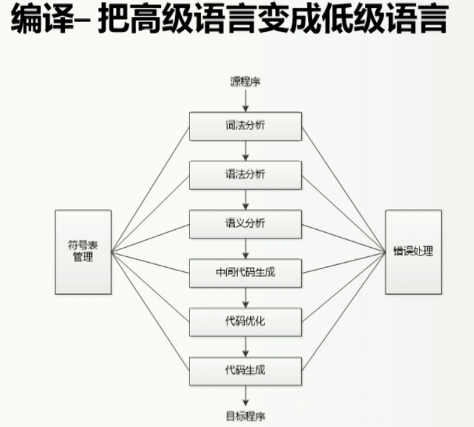 编译– 把高级语言变成低级语言
源程序
词法分析
语法分析
语义分析
符号表
管理
错误处理
中间代码生成
代码优化
代码生成
目标程序